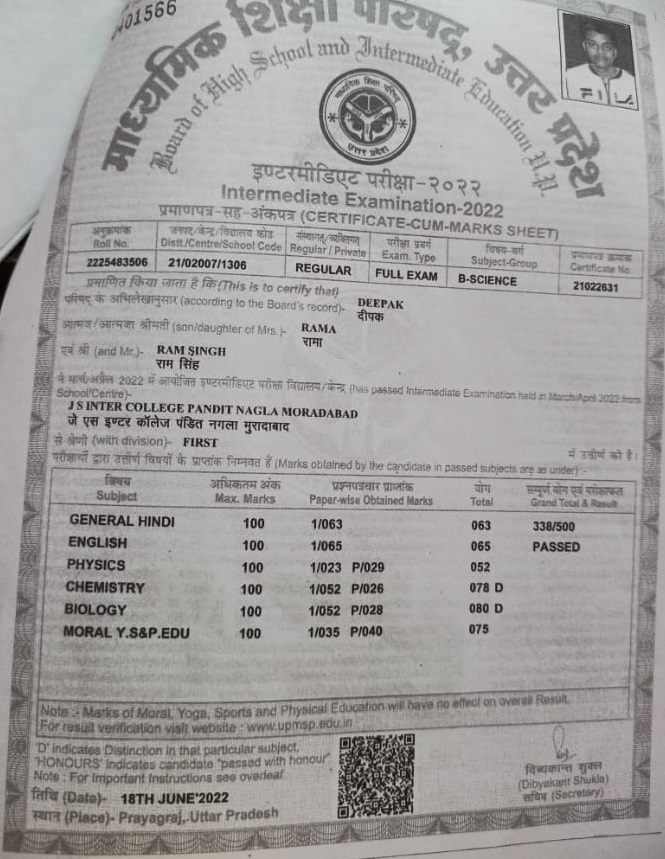 401566
माध्यमिक शिक्षा परिषद्, उत्तर प्रदेश
Board of High School and Intermediate Education U.P.
माध्यमिक शिक्षा परिषद्
उत्तर प्रदेश
इण्टरमीडिएट परीक्षा-२०२२
Intermediate Examination-2022
प्रमाणपत्र-सह-अंकपत्र (CERTIFICATE-CUM-MARKS SHEET)
अनुक्रमांक जनपद/केन्द्र/विद्यालय कोड संस्थागत/व्यक्तिगत परीक्षा प्रवर्ग विषय-वर्ग प्रमाणपत्र क्रमांक
Roll No. Distt./Centre/School Code Regular / Private Exam. Type Subject-Group Certificate No.
2225483506 21/02007/1306 REGULAR FULL EXAM B-SCIENCE 21022631
प्रमाणित किया जाता है कि(This is to certify that)
परिषद के अभिलेखानुसार (according to the Board's record)- DEEPAK
दीपक
आत्मज/आत्मजा श्रीमती (son/daughter of Mrs.)- RAMA
रामा
एवं श्री (and Mr.)- RAM SINGH
राम सिंह
ने मार्च/अप्रैल 2022 में आयोजित इण्टरमीडिएट परीक्षा विद्यालय/केन्द्र (has passed Intermediate Examination held in March/April 2022 from
School/Centre)-
J S INTER COLLEGE PANDIT NAGLA MORADABAD
जे एस इण्टर कॉलेज पंडित नगला मुरादाबाद
से श्रेणी (with division)- FIRST में उत्तीर्ण की है।
परीक्षार्थी द्वारा उत्तीर्ण विषयों के प्राप्तांक निम्नवत हैं (Marks obtained by the candidate in passed subjects are as under) :-
विषय अधिकतम अंक प्रश्नपत्रवार प्राप्तांक योग सम्पूर्ण योग एवं परीक्षाफल
Subject Max. Marks Paper-wise Obtained Marks Total Grand Total & Result
GENERAL HINDI 100 1/063 063 338/500
ENGLISH 100 1/065 065 PASSED
PHYSICS 100 1/023 P/029 052
CHEMISTRY 100 1/052 P/026 078 D
BIOLOGY 100 1/052 P/028 080 D
MORAL Y.S&P.EDU 100 1/035 P/040 075
Note :- Marks of Moral, Yoga, Sports and Physical Education will have no effect on overall Result.
For result verification visit website : www.upmsp.edu.in
'D' indicates Distinction in that particular subject,
'HONOURS' indicates candidate "passed with honour"
Note : For Important Instructions see overleaf
तिथि (Date)- 18TH JUNE'2022
स्थान (Place)- Prayagraj, Uttar Pradesh
दिव्यकान्त शुक्ल
(Dibyakant Shukla)
सचिव (Secretary)